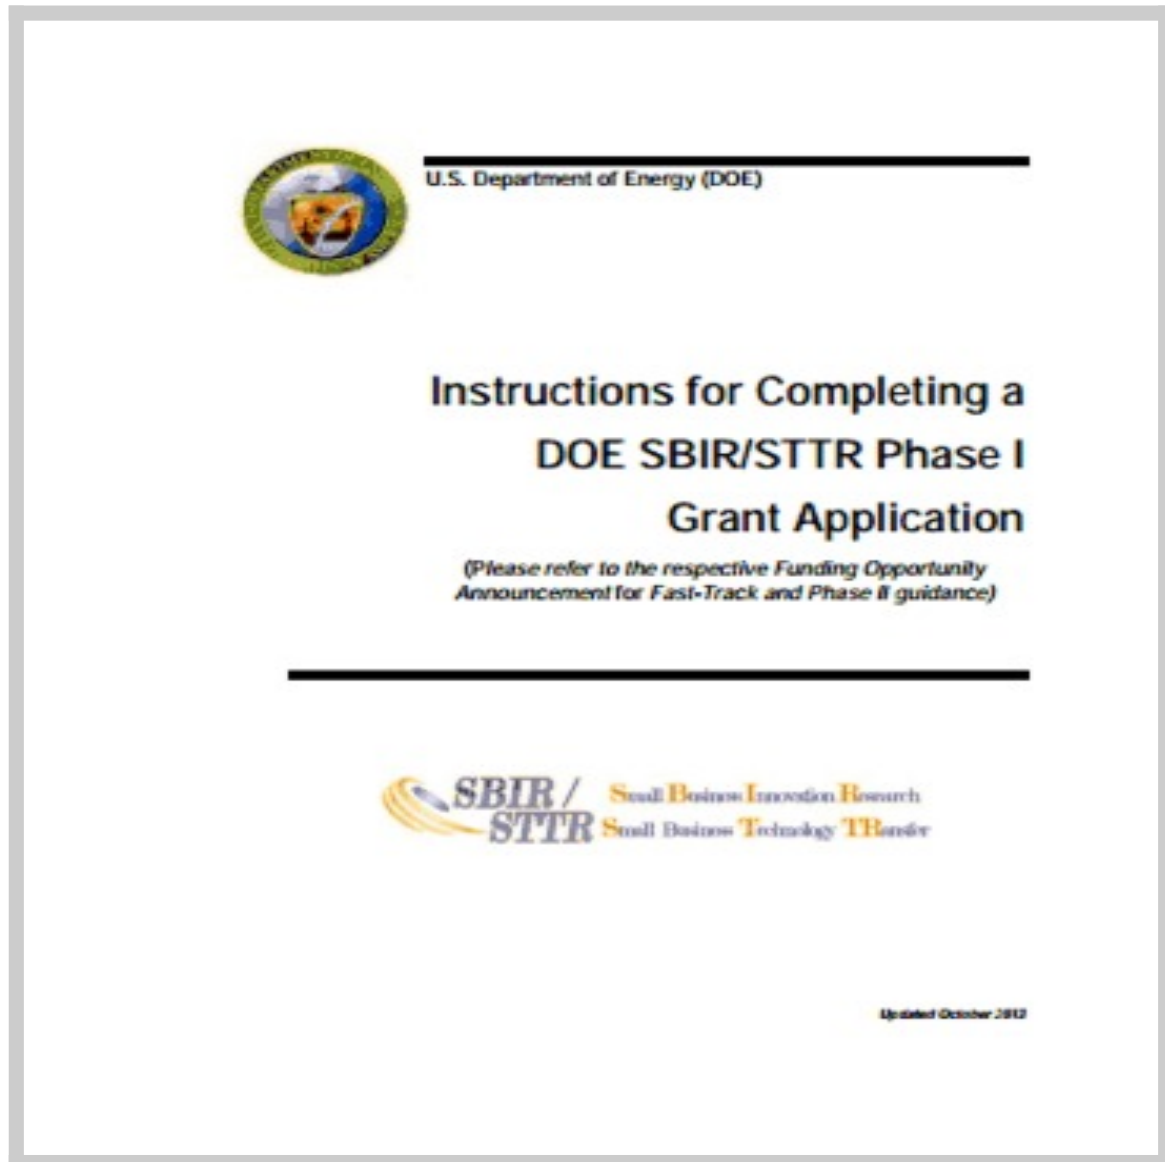 U.S. Department of Energy (DOE)
Instructions for Completing a
DOE SBIR/STTR Phase I
Grant Application
(Please refer to the respective Funding Opportunity
Announcement for Fast-Track and Phase II guidance)
SBIR / Small Business Innovation Research
STTR Small Business Technology TRansfer
Updated October